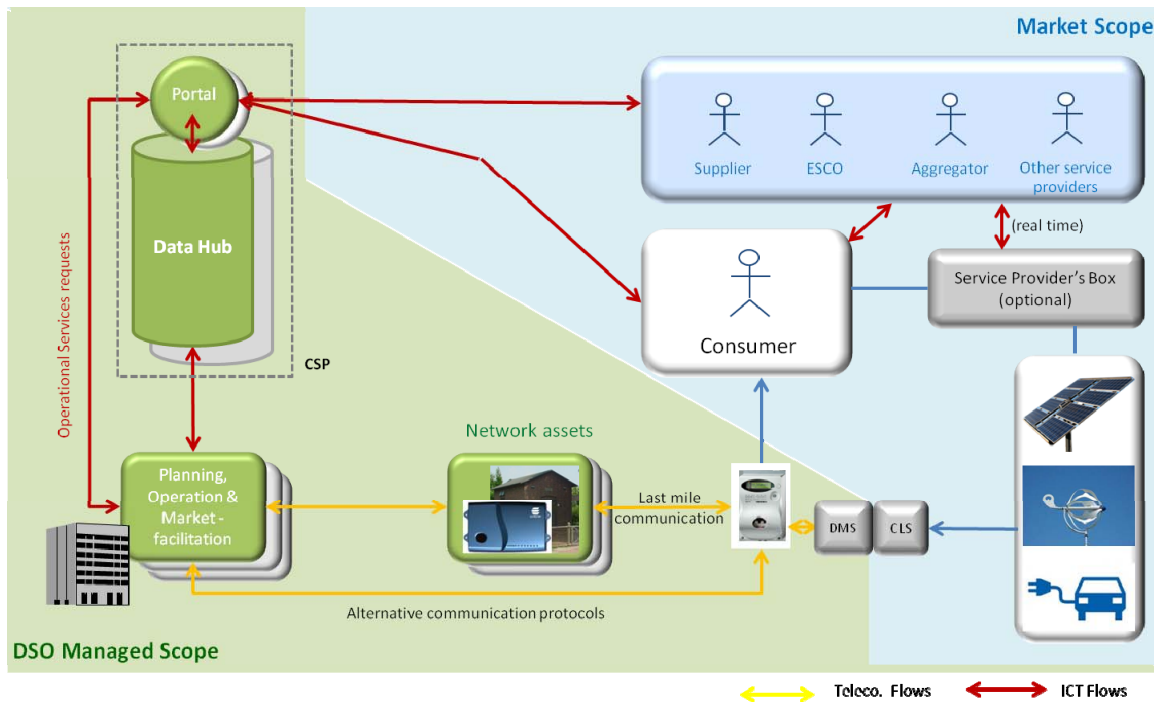 Market Scope
Portal
Supplier
ESCO
Aggregator
Other service
providers
Operational Services requests
Data Hub
(real time)
Service Provider's Box
(optional)
Consumer
CSP
Network assets
Planning,
Operation &
Market -
facilitation
Last mile
communication
DMS
CLS
Alternative communication protocols
DSO Managed Scope
Teleco. Flows
ICT Flows